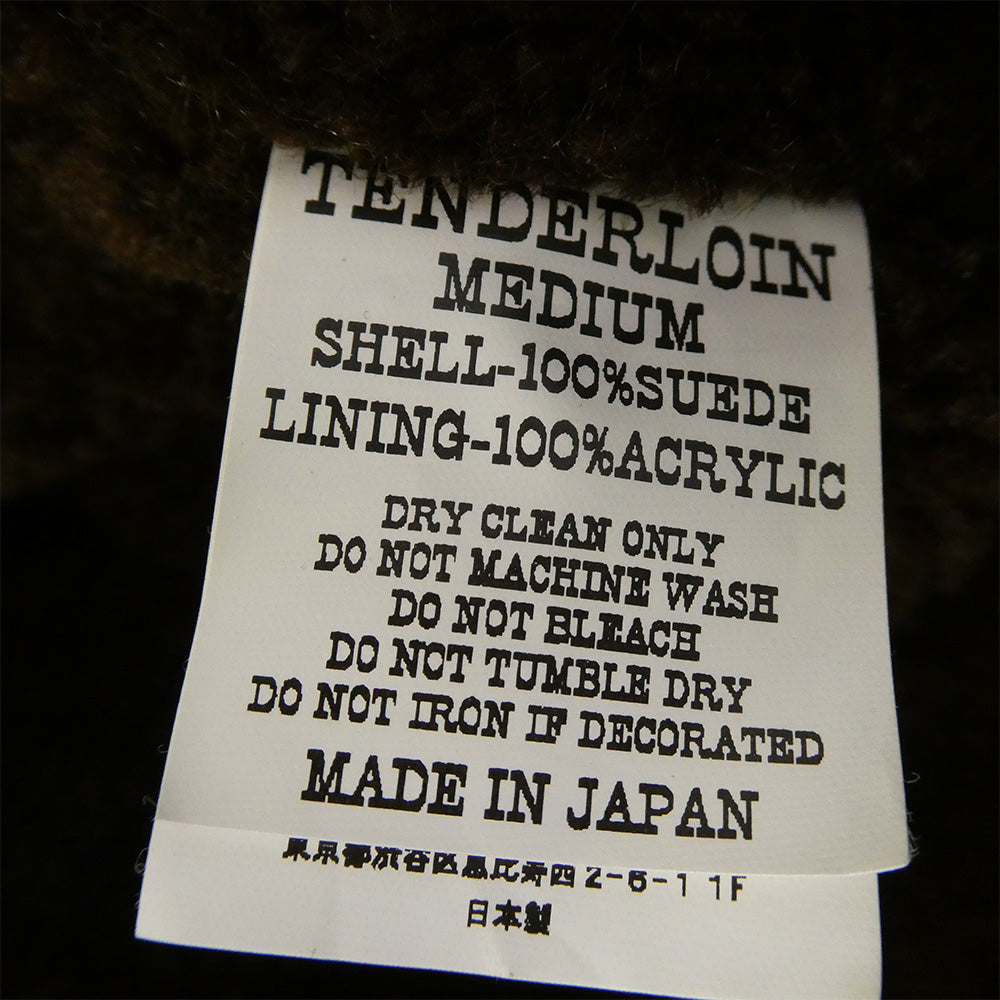 TENDERLOIN
MEDIUM
SHELL-100%SUEDE
LINING-100%ACRYLIC
DRY CLEAN ONLY
DO NOT MACHINE WASH
DO NOT BLEACH
DO NOT TUMBLE DRY
DO NOT IRON IF DECORATED
MADE IN JAPAN
東京都渋谷区恵比寿西2-6-1 1F
日本製